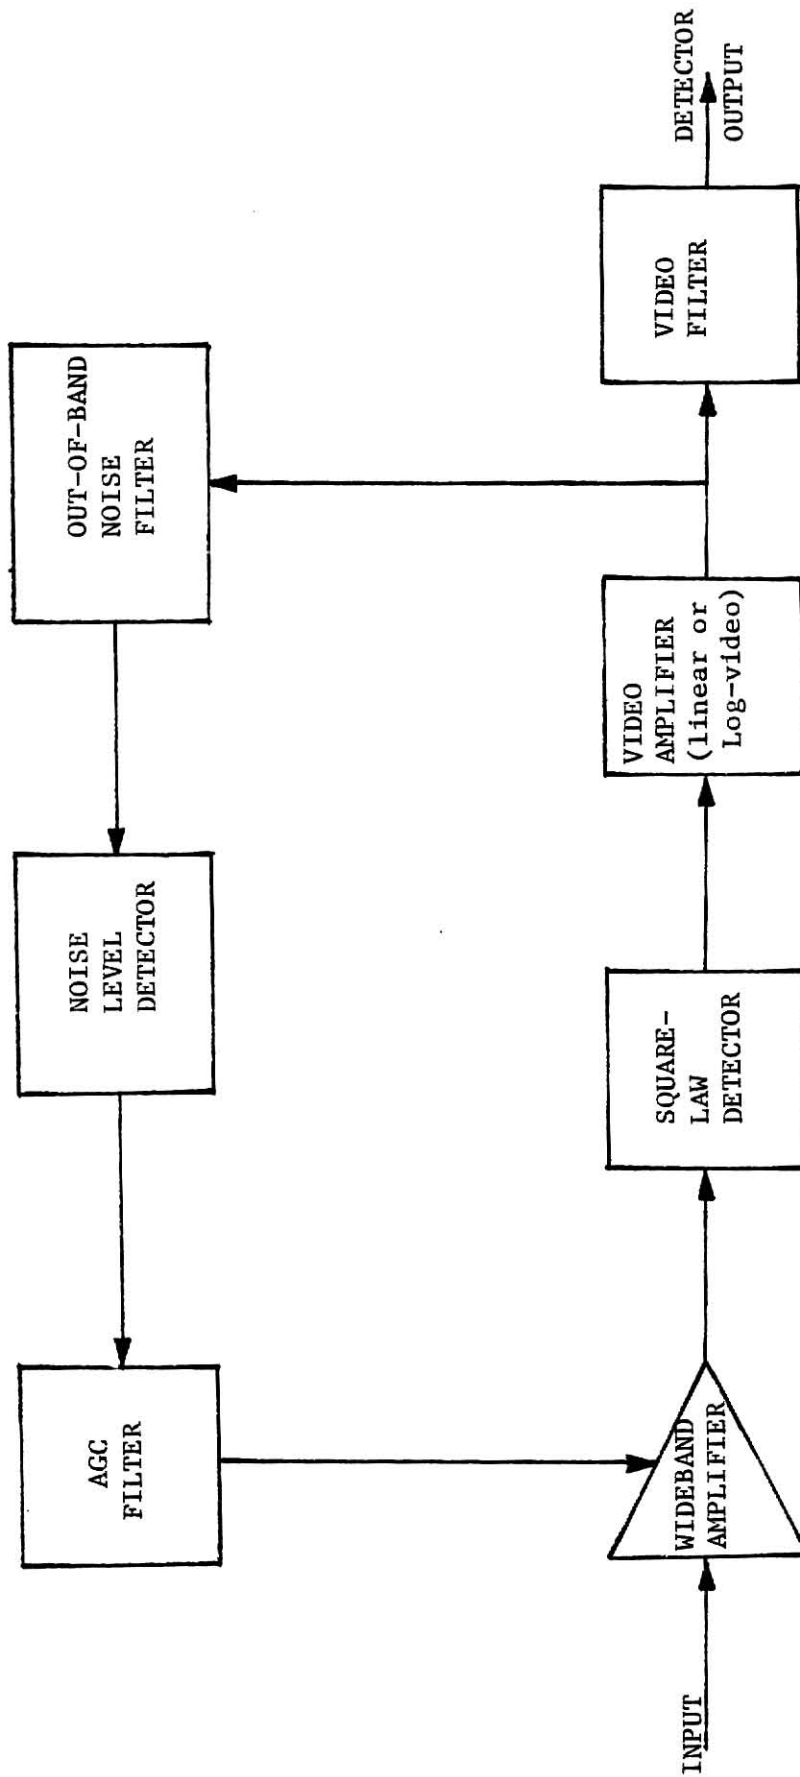 AGC
FILTER
NOISE
LEVEL
DETECTOR
OUT-OF-BAND
NOISE
FILTER
INPUT
WIDEBAND
AMPLIFIER
SQUARE-
LAW
DETECTOR
VIDEO
AMPLIFIER
(linear or
Log-video)
VIDEO
FILTER
DETECTOR
OUTPUT